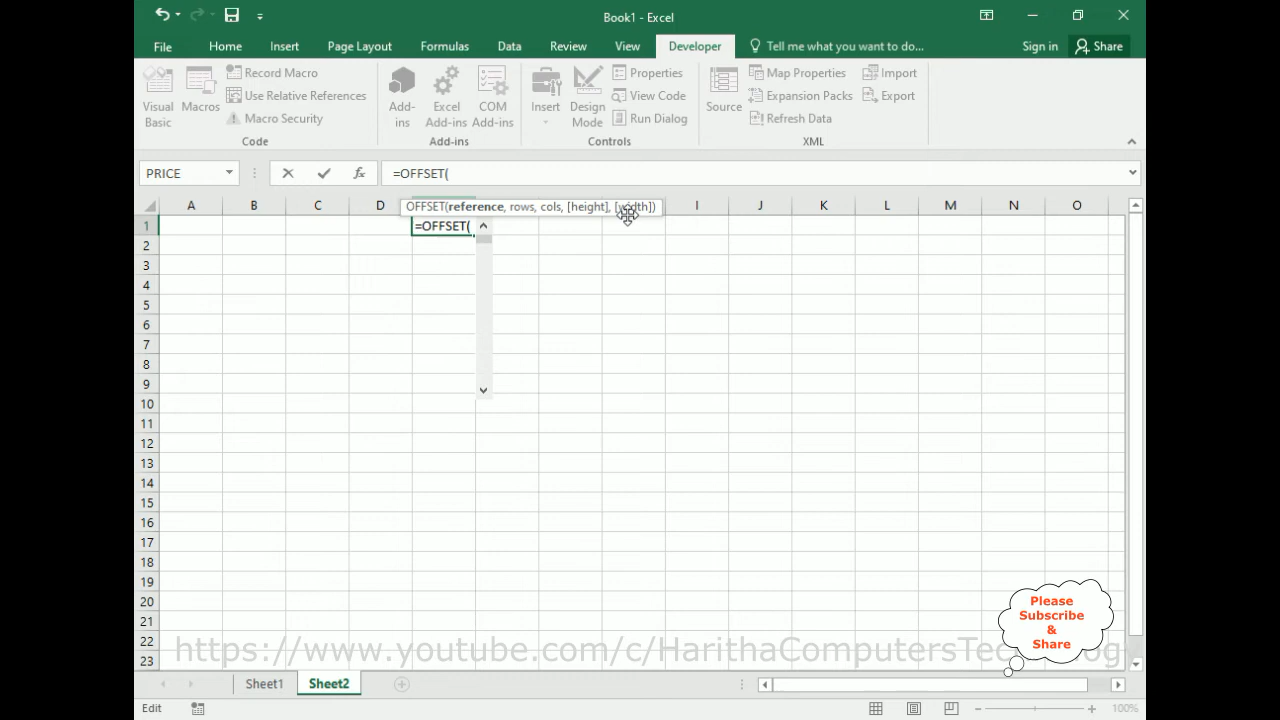 Book1 - Excel
File Home Insert Page Layout Formulas Data Review View Developer Tell me what you want to do... Sign in Share
Visual Basic
Macros
Record Macro
Use Relative References
Macro Security
Code
Add-ins
Excel Add-ins
COM Add-ins
Add-ins
Insert
Design Mode
Properties
View Code
Run Dialog
Controls
Source
Map Properties
Expansion Packs
Refresh Data
Import
Export
XML
PRICE fx =OFFSET(
OFFSET(reference, rows, cols, [height], [width])
A B C D I J K L M N O
1 =OFFSET(
2
3
4
5
6
7
8
9
10
11
12
13
14
15
16
17
18
19
20
21
22
23
Please
Subscribe
&
Share
https://www.youtube.com/c/HarithaComputersTechnology
Sheet1 Sheet2
Edit 100%